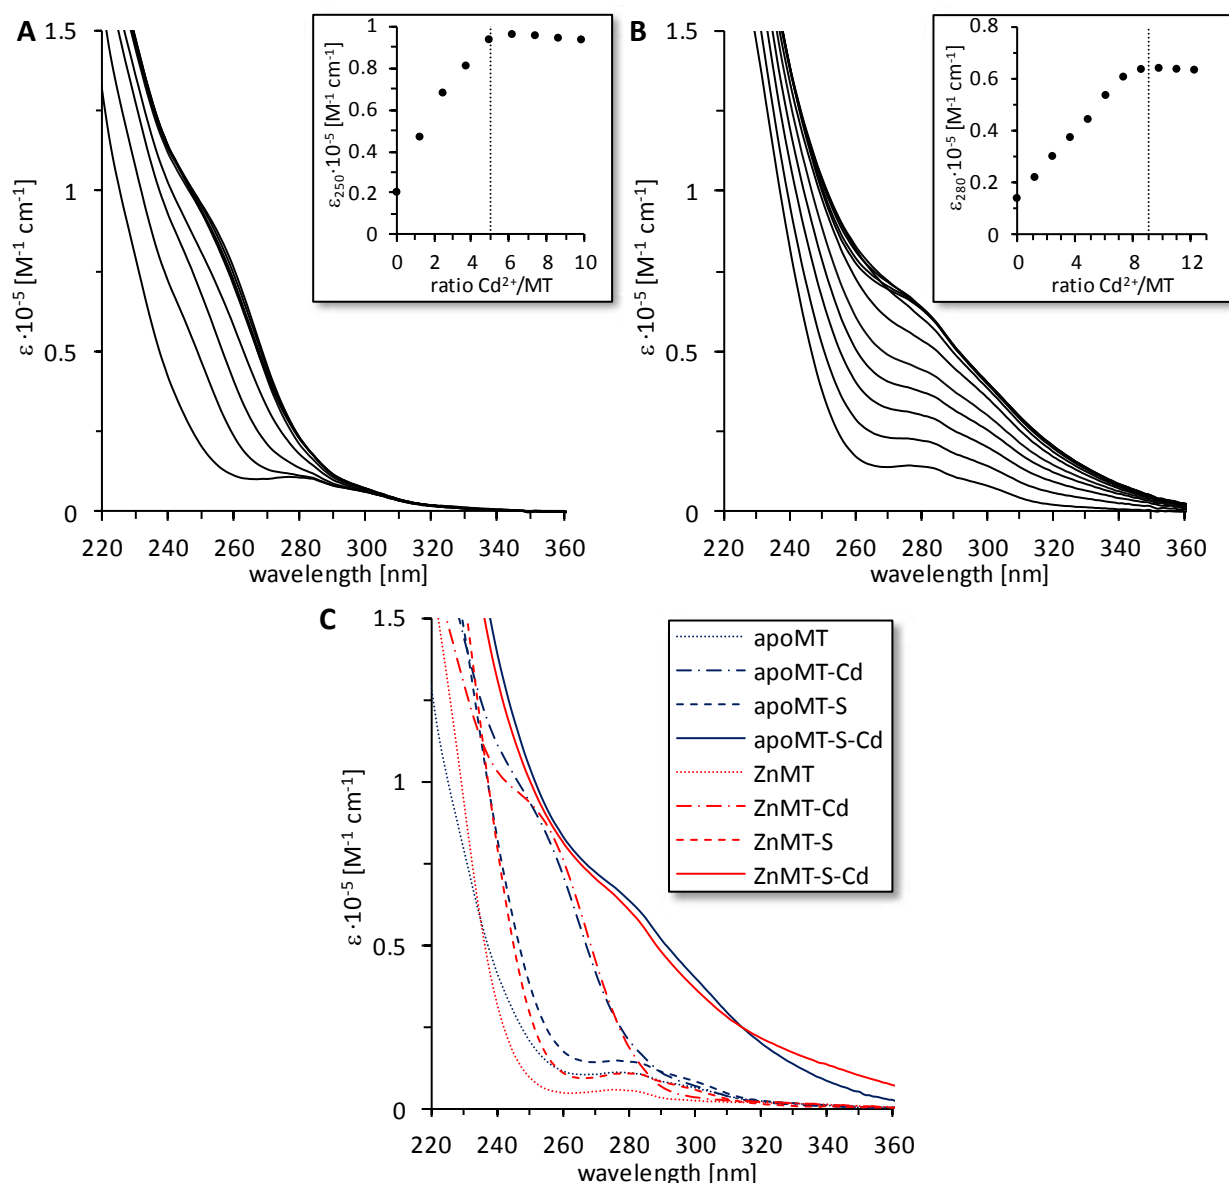 A
1.5
1
0.5
0
220 240 260 280 300 320 340 360
wavelength [nm]
ε ·10⁻⁵ [M⁻¹ cm⁻¹]
1
0.8
0.6
0.4
0.2
0
0 2 4 6 8 10
ratio Cd²⁺/MT
ε₂₅₀·10⁻⁵ [M⁻¹ cm⁻¹]
B
1.5
1
0.5
0
220 240 260 280 300 320 340 360
wavelength [nm]
ε ·10⁻⁵ [M⁻¹ cm⁻¹]
0.8
0.6
0.4
0.2
0
0 4 8 12
ratio Cd²⁺/MT
ε₂₈₀·10⁻⁵ [M⁻¹ cm⁻¹]
C
1.5
1
0.5
0
220 240 260 280 300 320 340 360
wavelength [nm]
ε ·10⁻⁵ [M⁻¹ cm⁻¹]
apoMT
apoMT-Cd
apoMT-S
apoMT-S-Cd
ZnMT
ZnMT-Cd
ZnMT-S
ZnMT-S-Cd